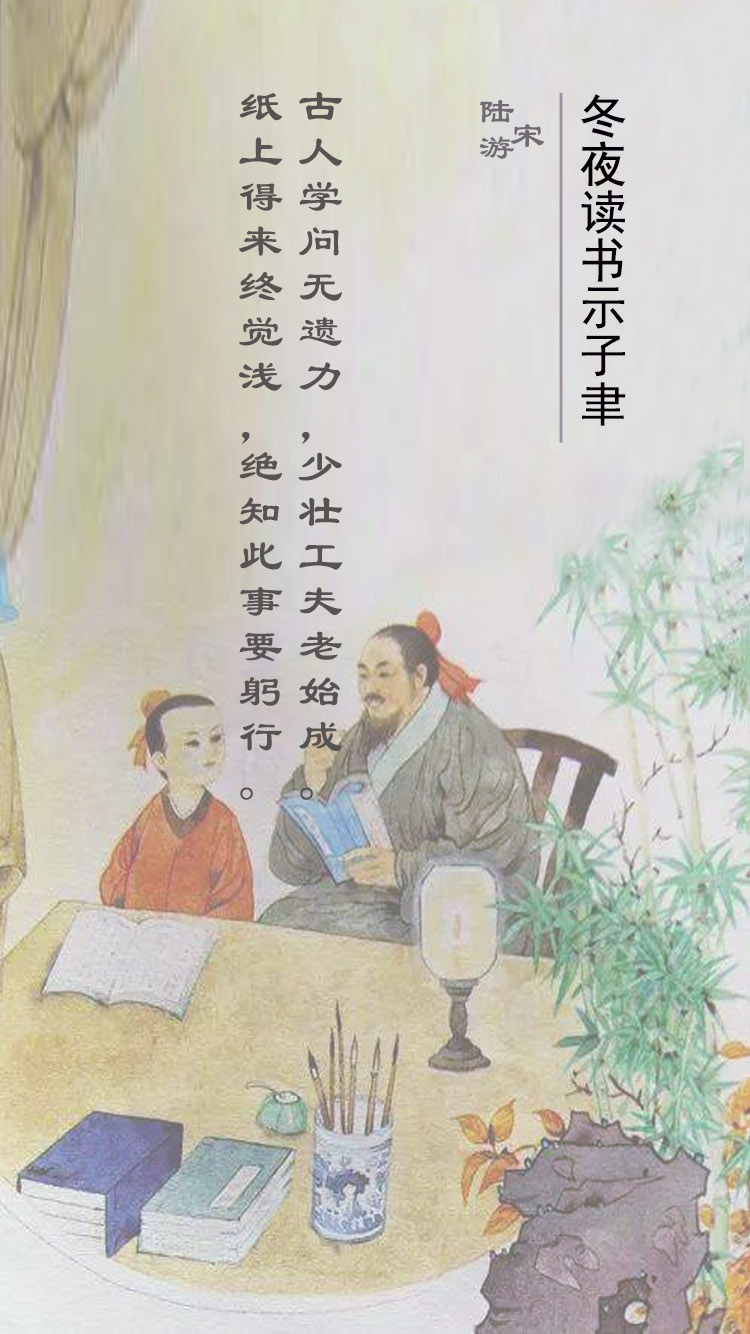 冬夜读书示子聿
宋
陆游
古人学问无遗力，少壮工夫老始成。
纸上得来终觉浅，绝知此事要躬行。